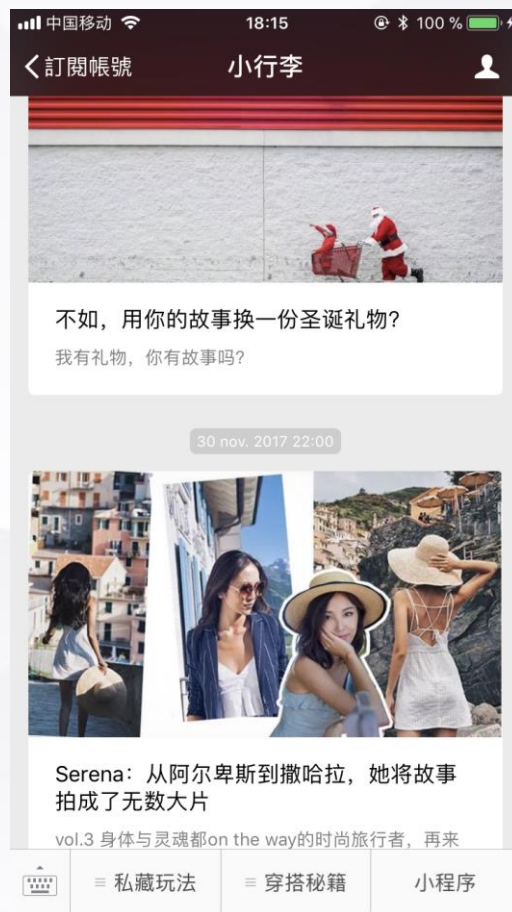 中国移动 18:15 100 %
訂閱帳號 小行李
不如，用你的故事换一份圣诞礼物？
我有礼物，你有故事吗？
30 nov. 2017 22:00
Serena：从阿尔卑斯到撒哈拉，她将故事
拍成了无数大片
vol.3 身体与灵魂都on the way的时尚旅行者，再来
私藏玩法 穿搭秘籍 小程序